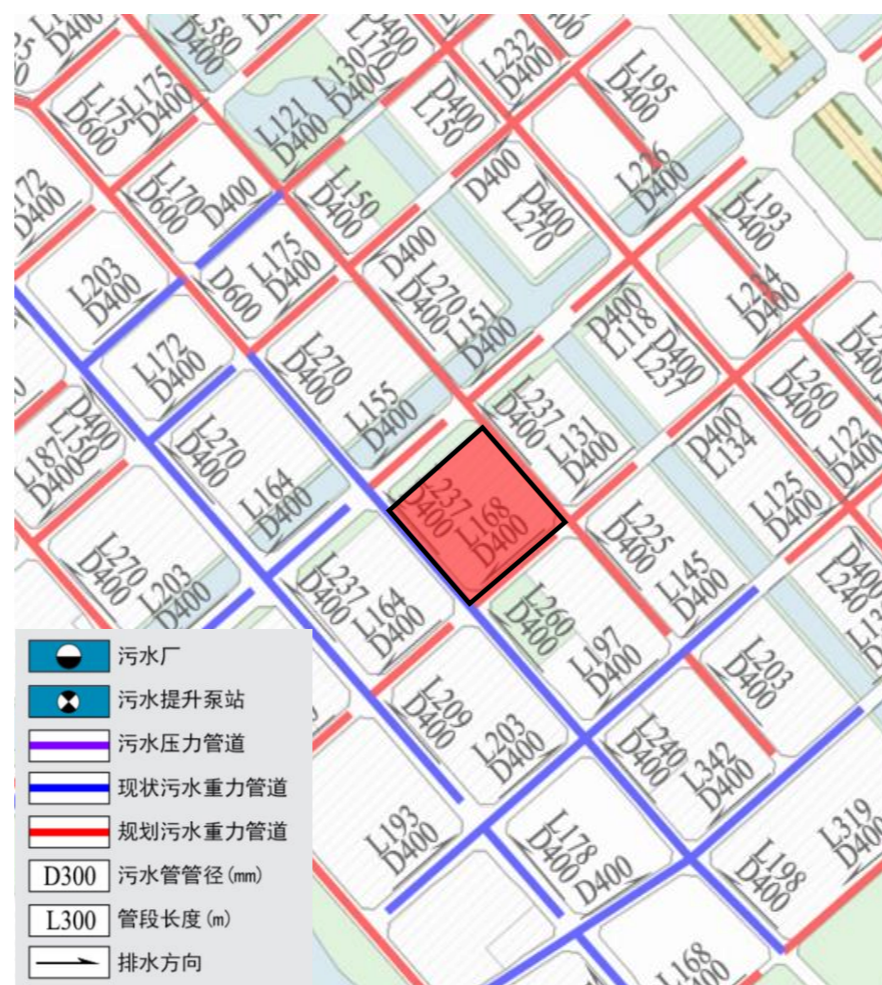 L580
D400
L130
D400
L170
D400
L232
D400
L195
D400
L175
D600
L175
D400
L121
D400
D400
L150
L226
D400
D400
D400
L270
L170
D600
D400
L150
D400
L193
D400
172
D400
L203
D400
D600
L175
D400
D400
L270
D400
L151
D400
D400
L118
D400
L237
L172
D400
L270
D400
L155
D400
L237
D400
L131
D400
L260
D400
L122
D400
D400
L134
L125
D400
L187
D400
D400
L270
D400
L164
D400
237
D400
L168
D400
L225
D400
L145
D400
D400
L240
L270
D400
L203
D400
L237
D400
L164
D400
L260
D400
L197
D400
L203
D400
L209
D400
L203
D400
L240
D400
L342
D400
L193
D400
L178
D400
D400
L198
D400
L319
D400
L168
污水厂
污水提升泵站
污水压力管道
现状污水重力管道
规划污水重力管道
D300 污水管管径(mm)
L300 管段长度(m)
排水方向